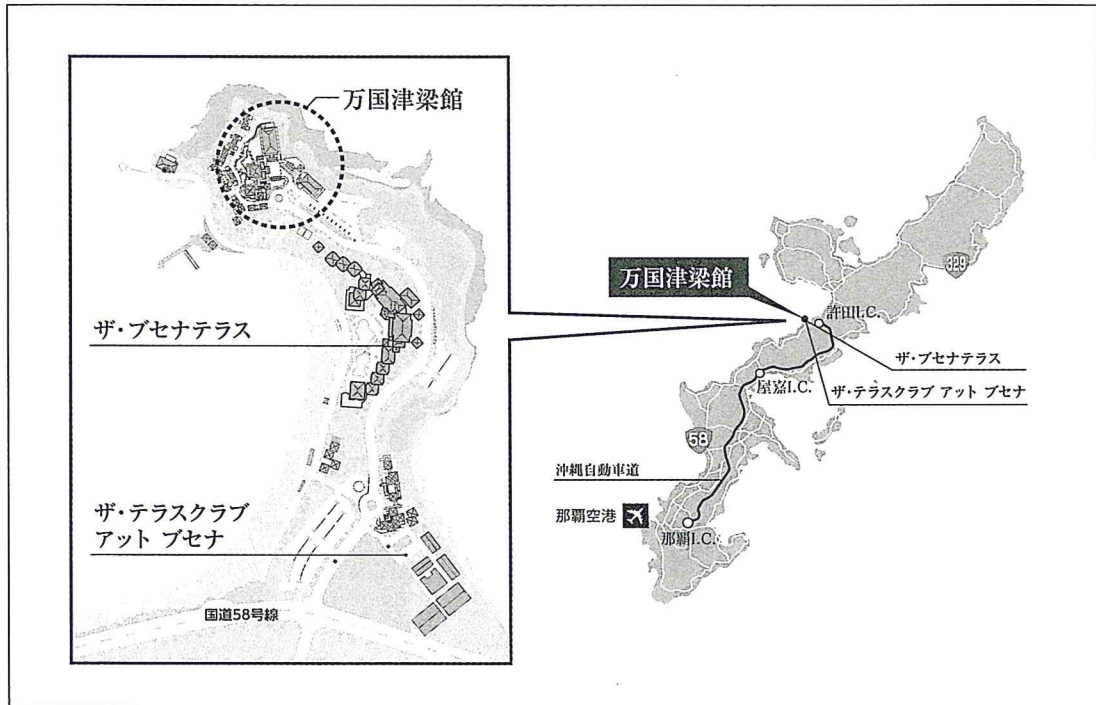 万国津梁館
ザ・ブセナテラス
ザ・テラスクラブ
アット ブセナ
国道58号線
万国津梁館
329
許田I.C.
ザ・ブセナテラス
屋嘉I.C.
ザ・テラスクラブ アット ブセナ
58
沖縄自動車道
那覇空港
那覇I.C.